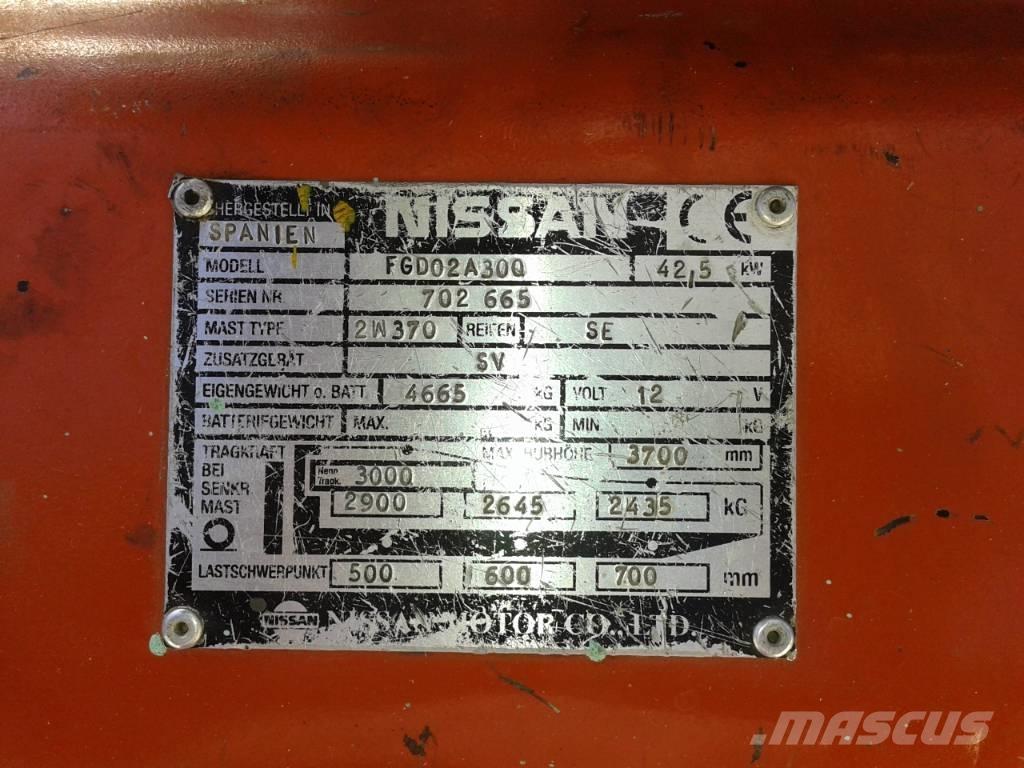 HERGESTELLT IN NISSAN CE
SPANIEN
MODELL FGD02A30Q 42,5 kW
SERIEN NR. 702 665
MAST TYPE 2W370 REIFEN SE
ZUSATZGERÄT SV
EIGENGEWICHT o. BATT. 4665 KG VOLT 12 V
BATTERIEGEWICHT MAX. KG MIN. KG
TRAGKRAFT MAX HUBHÖHE 3700 mm
BEI Nenn Tragk. 3000
SENKR.
MAST 2900 2645 2435 KG
LASTSCHWERPUNKT 500 600 700 mm
NISSAN NISSAN MOTOR CO., LTD.
MASCUS